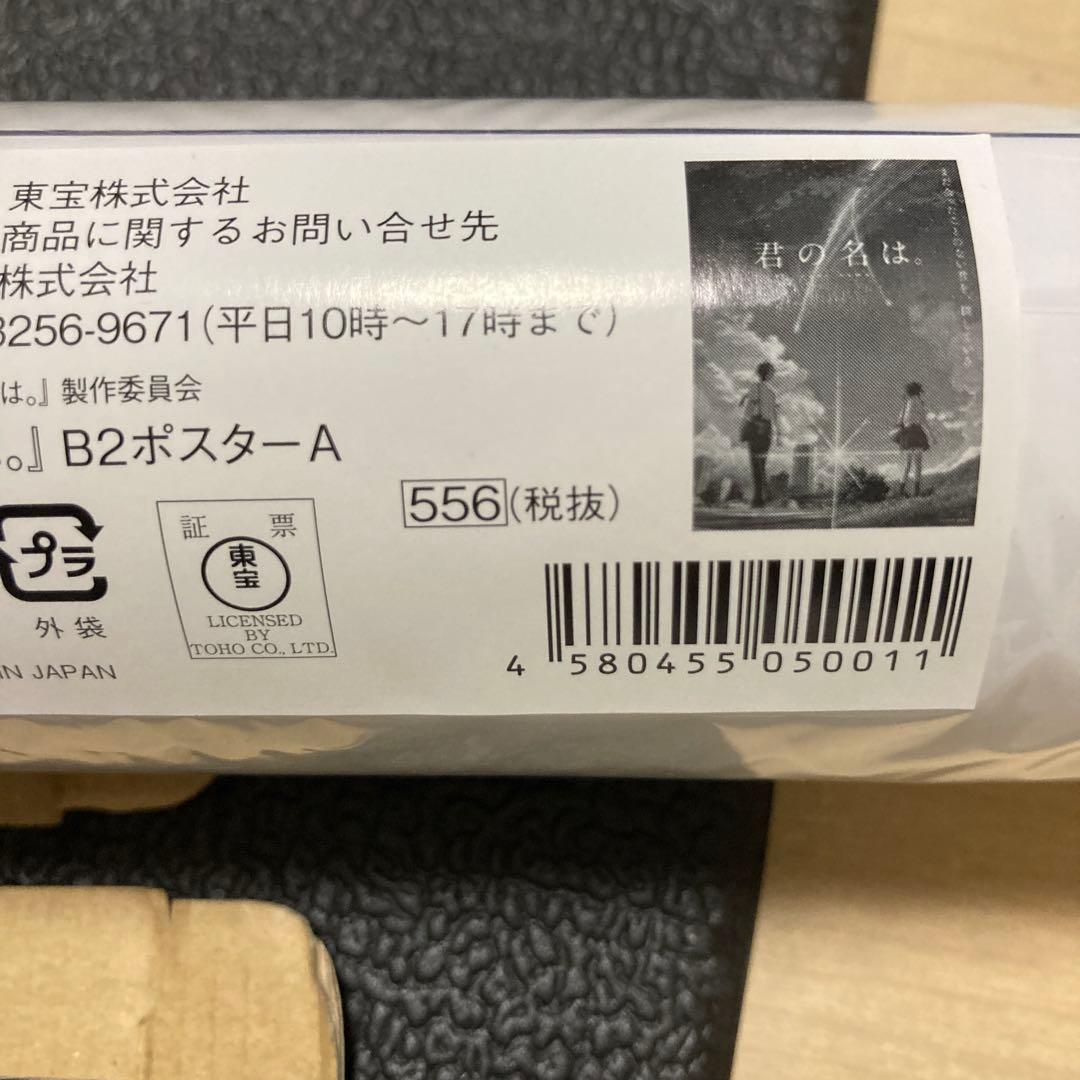 東宝株式会社
商品に関するお問い合せ先
株式会社
3256-9671(平日10時～17時まで)
は。』製作委員会
。』B2ポスターA
556(税抜)
プラ
外袋
IN JAPAN
証 票
東宝
LICENSED
BY
TOHO CO., LTD.
君の名は。
4 580455 050011